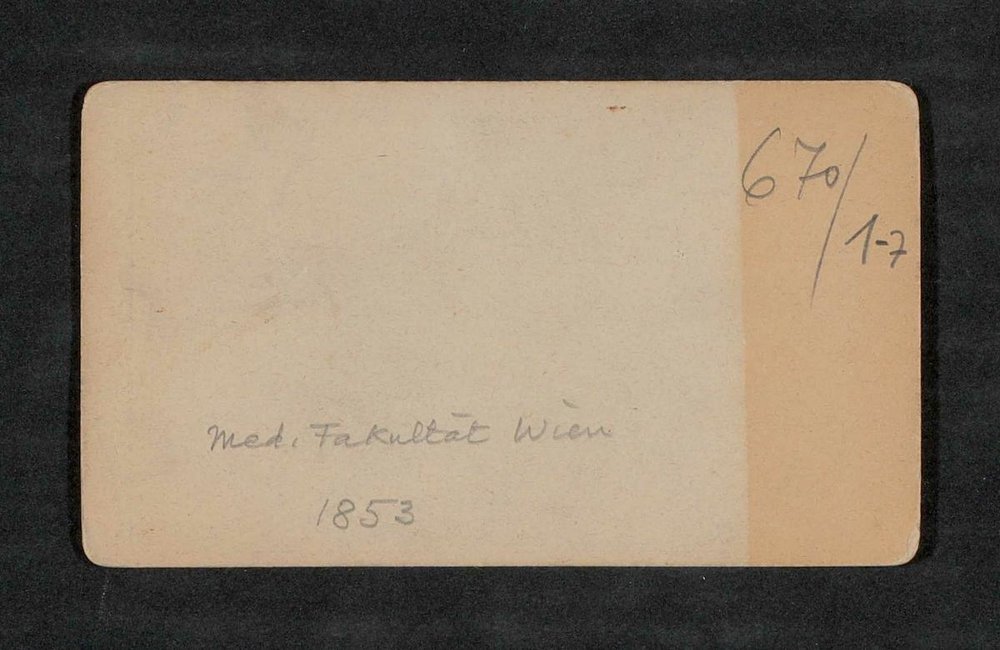 670/
1-7
Med. Fakultät Wien
1853